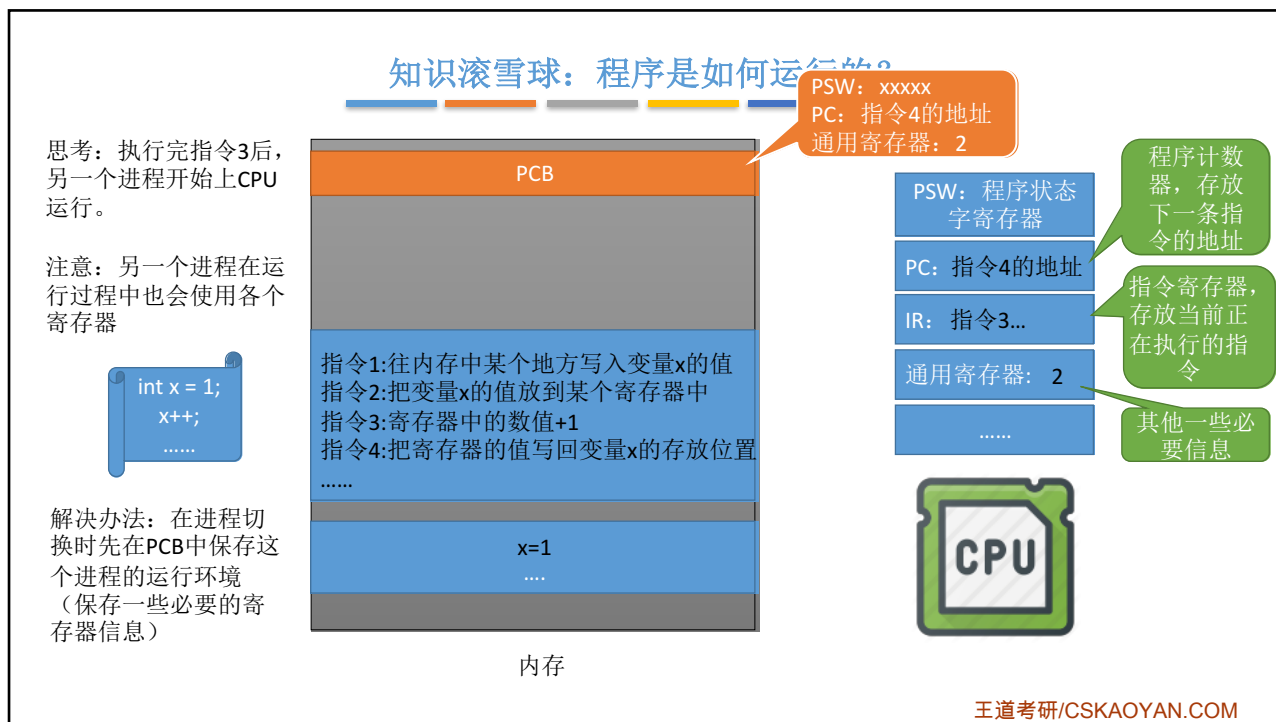 知识滚雪球：程序是如何运行的？
PSW：xxxxx
PC：指令4的地址
通用寄存器：2
思考：执行完指令3后，
另一个进程开始上CPU
运行。
注意：另一个进程在运
行过程中也会使用各个
寄存器
int x = 1;
x++;
……
解决办法：在进程切
换时先在PCB中保存这
个进程的运行环境
（保存一些必要的寄
存器信息）
PCB
指令1:往内存中某个地方写入变量x的值
指令2:把变量x的值放到某个寄存器中
指令3:寄存器中的数值+1
指令4:把寄存器的值写回变量x的存放位置
……
x=1
….
内存
PSW：程序状态
字寄存器
PC：指令4的地址
IR： 指令3...
通用寄存器： 2
……
程序计数
器，存放
下一条指
令的地址
指令寄存器，
存放当前正
在执行的指
令
其他一些必
要信息
CPU
王道考研/CSKAOYAN.COM